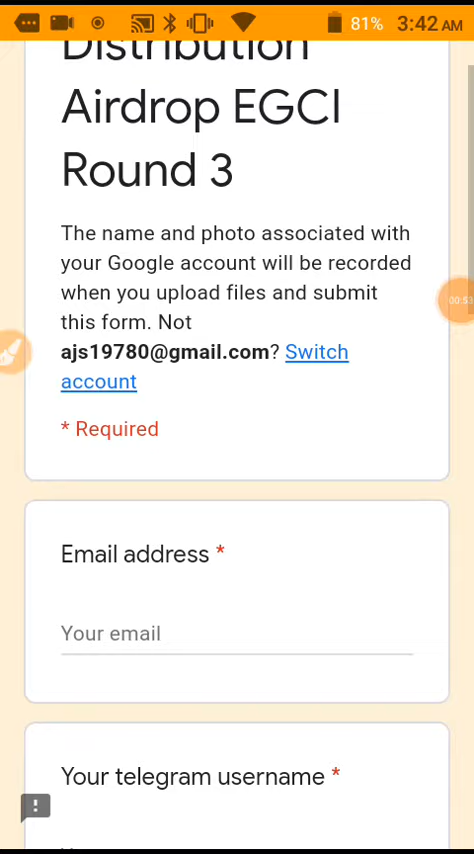 81% 3:42 AM
Distribution
Airdrop EGCI
Round 3
The name and photo associated with
your Google account will be recorded
when you upload files and submit
this form. Not
ajs19780@gmail.com? Switch
account
* Required
00:53
Email address *
Your email
Your telegram username *